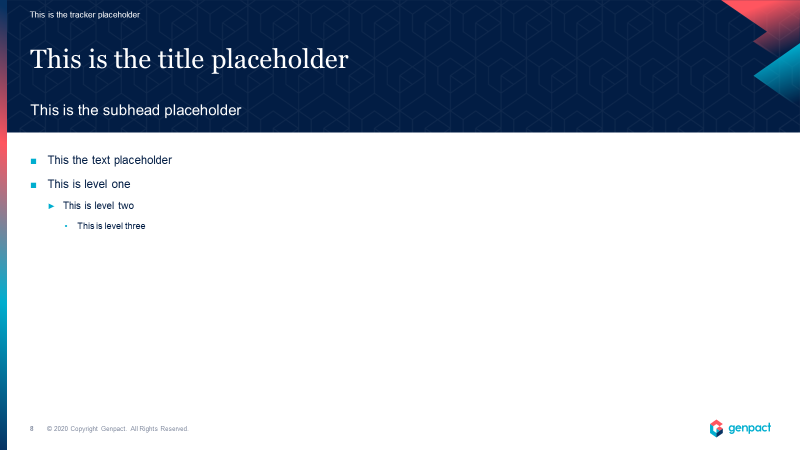 This is the tracker placeholder
This is the title placeholder
This is the subhead placeholder
■ This the text placeholder
■ This is level one
► This is level two
• This is level three
8 © 2020 Copyright Genpact. All Rights Reserved.
genpact